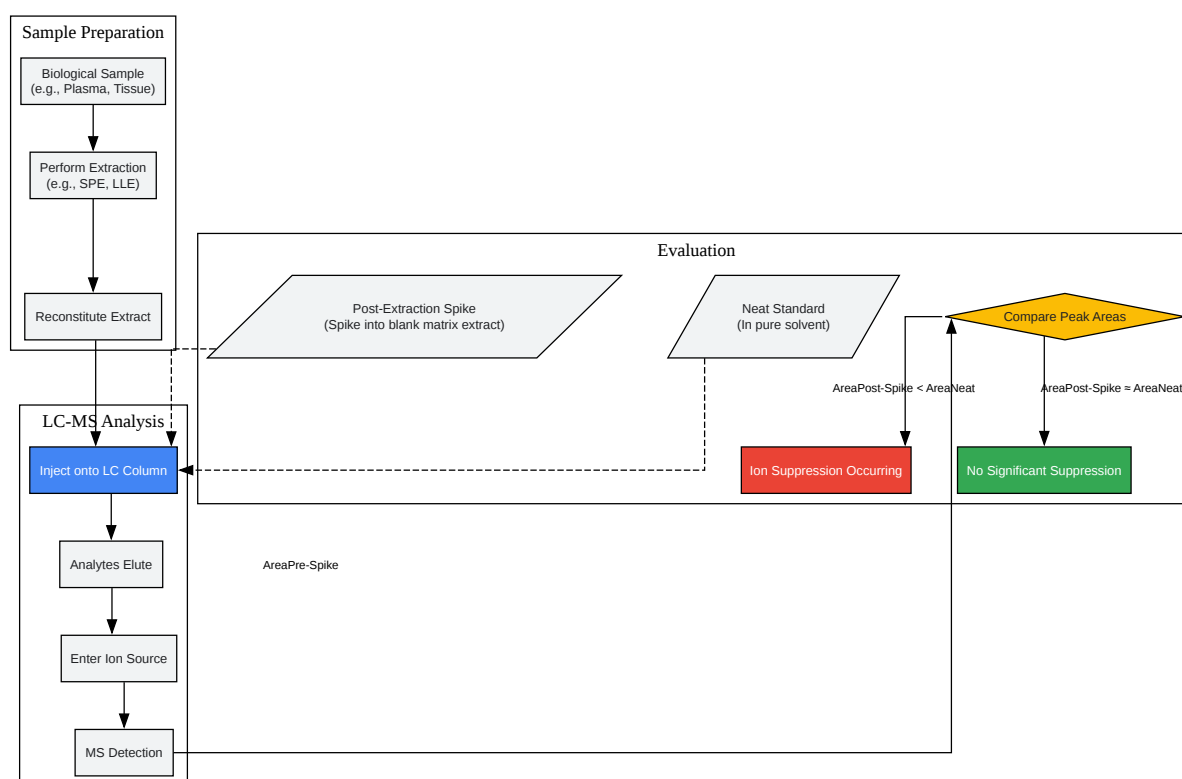 Sample Preparation
Biological Sample
(e.g., Plasma, Tissue)
Perform Extraction
(e.g., SPE, LLE)
Reconstitute Extract
Evaluation
Post-Extraction Spike
(Spike into blank matrix extract)
Neat Standard
(In pure solvent)
Compare Peak Areas
AreaPost-Spike < AreaNeat
AreaPost-Spike ≈ AreaNeat
LC-MS Analysis
Inject onto LC Column
Ion Suppression Occurring
No Significant Suppression
Analytes Elute
AreaPre-Spike
Enter Ion Source
MS Detection